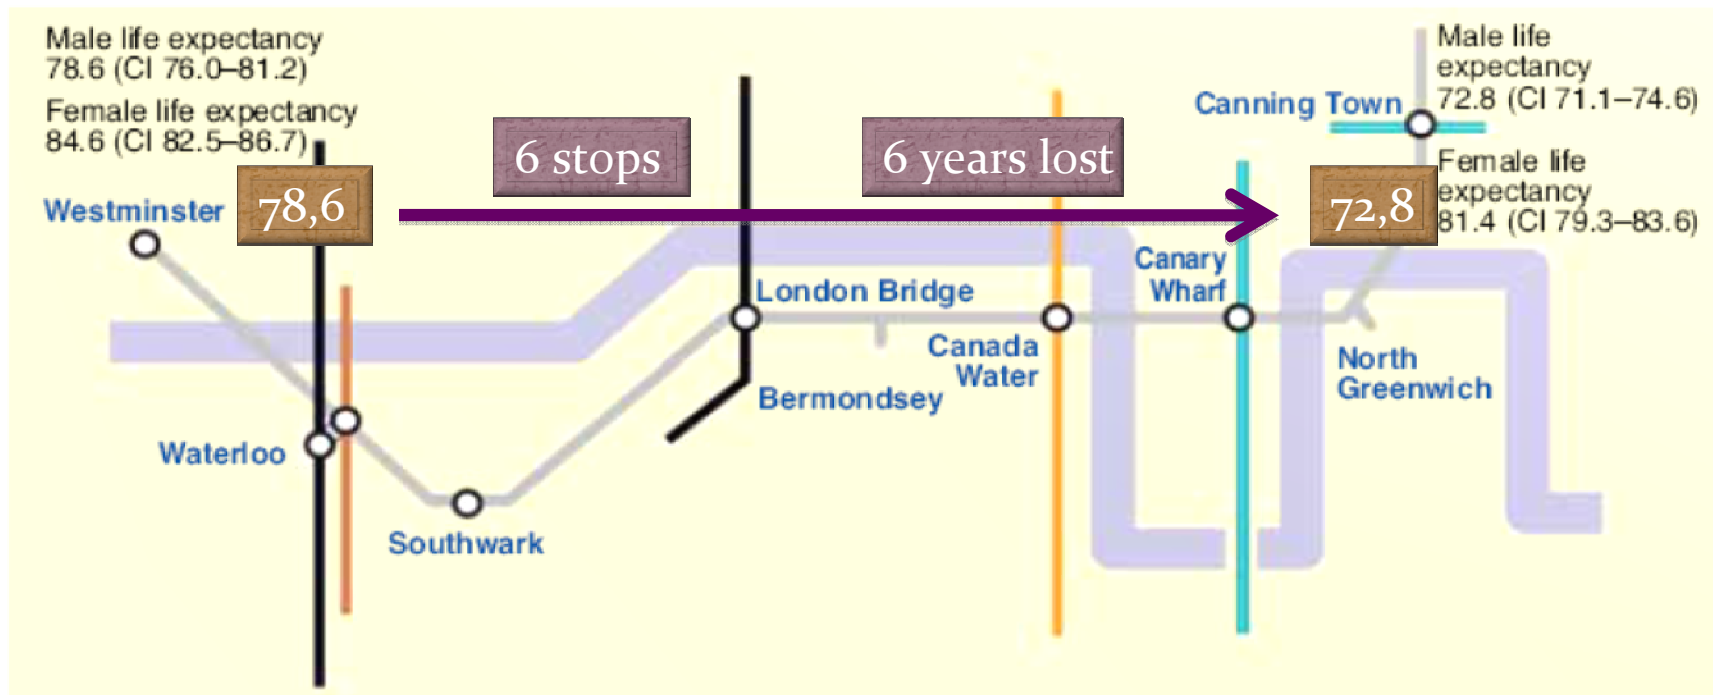 Male life expectancy
78.6 (CI 76.0–81.2)
Female life expectancy
84.6 (CI 82.5–86.7)
Westminster
78,6
6 stops
6 years lost
72,8
Canning Town
Male life
expectancy
72.8 (CI 71.1–74.6)
Female life
expectancy
81.4 (CI 79.3–83.6)
Waterloo
Southwark
London Bridge
Bermondsey
Canada
Water
Canary
Wharf
North
Greenwich